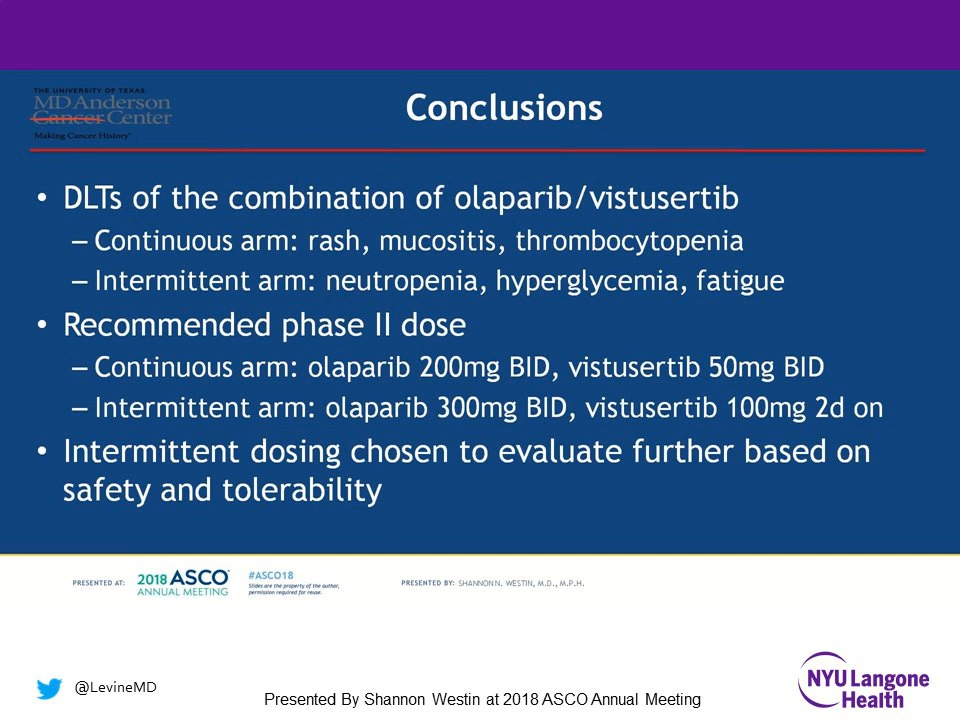 THE UNIVERSITY OF TEXAS
MD Anderson
Cancer Center
Making Cancer History®
Conclusions
• DLTs of the combination of olaparib/vistusertib
– Continuous arm: rash, mucositis, thrombocytopenia
– Intermittent arm: neutropenia, hyperglycemia, fatigue
• Recommended phase II dose
– Continuous arm: olaparib 200mg BID, vistusertib 50mg BID
– Intermittent arm: olaparib 300mg BID, vistusertib 100mg 2d on
• Intermittent dosing chosen to evaluate further based on
safety and tolerability
PRESENTED AT:
2018 ASCO®
ANNUAL MEETING
#ASCO18
Slides are the property of the author,
permission required for reuse.
PRESENTED BY: SHANNON N. WESTIN, M.D., M.P.H.
@LevineMD
Presented By Shannon Westin at 2018 ASCO Annual Meeting
NYU Langone
Health